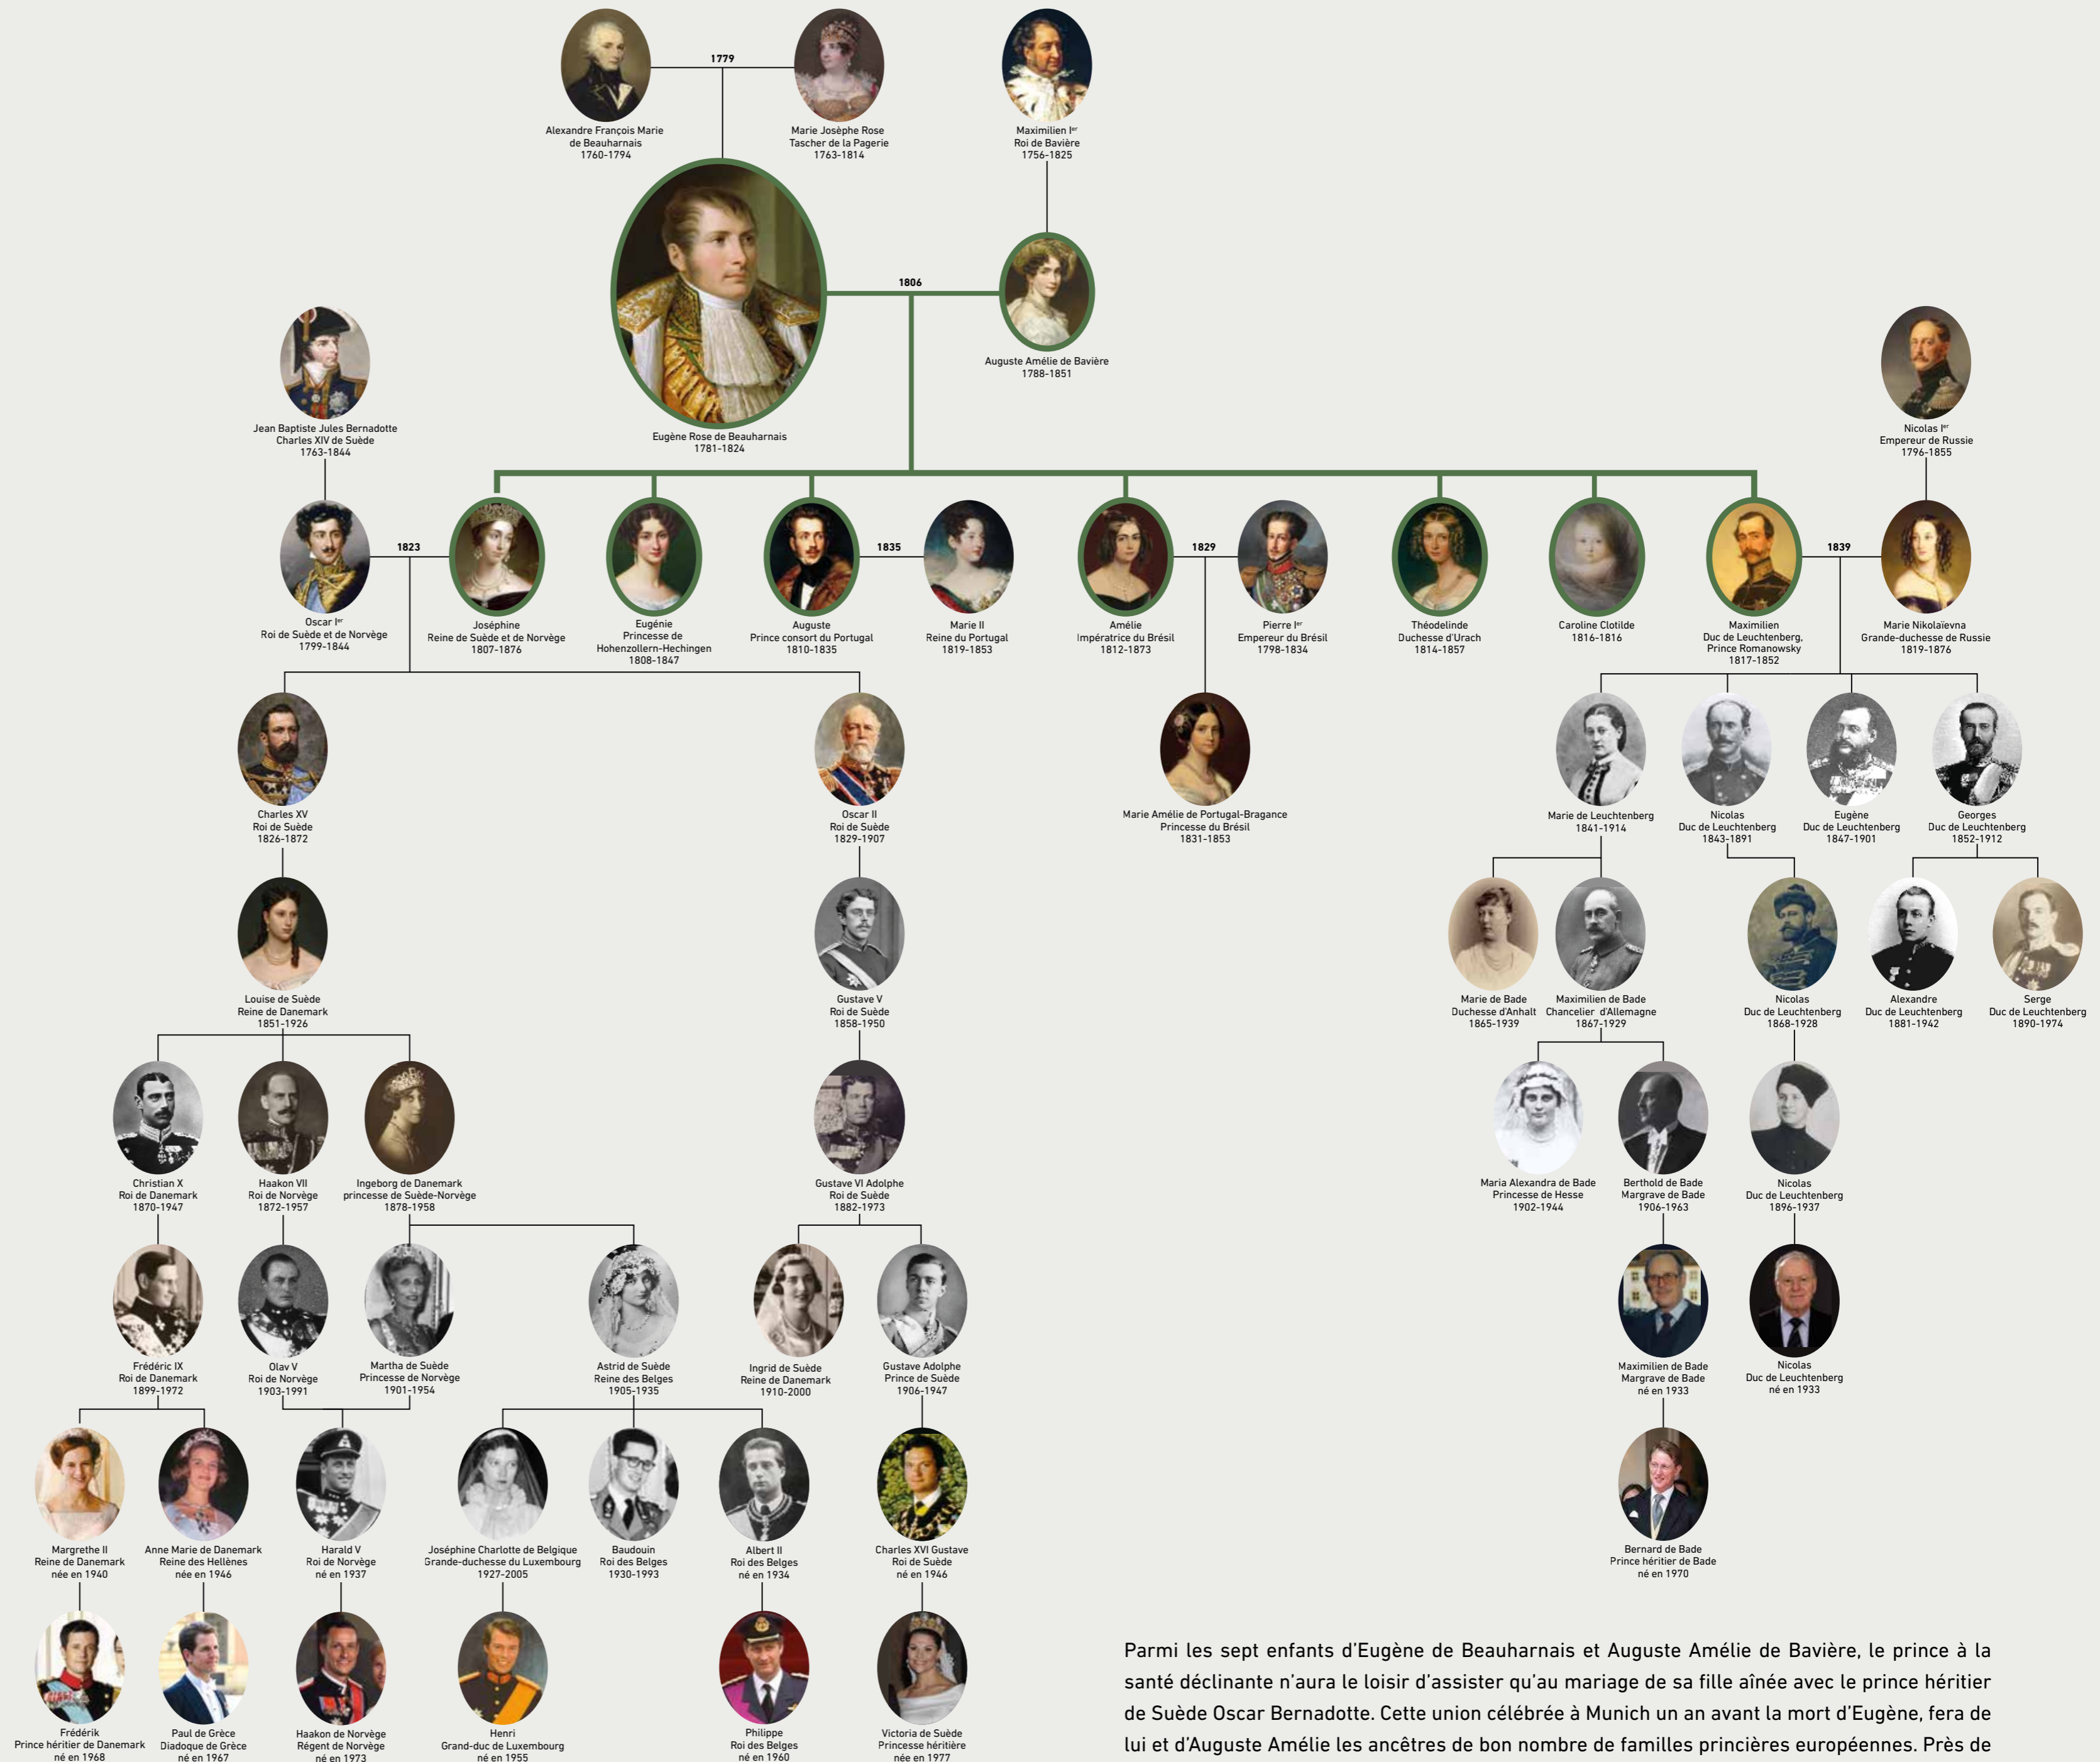 1779
Alexandre François Marie
de Beauharnais
1760-1794
Marie Josèphe Rose
Tascher de la Pagerie
1763-1814
Maximilien Ier
Roi de Bavière
1756-1825
1806
Auguste Amélie de Bavière
1788-1851
Eugène Rose de Beauharnais
1781-1824
Jean Baptiste Jules Bernadotte
Charles XIV de Suède
1763-1844
Nicolas Ier
Empereur de Russie
1796-1855
1823
1835
1829
1839
Oscar Ier
Roi de Suède et de Norvège
1799-1844
Joséphine
Reine de Suède et de Norvège
1807-1876
Eugénie
Princesse de
Hohenzollern-Hechingen
1808-1847
Auguste
Prince consort du Portugal
1810-1835
Marie II
Reine du Portugal
1819-1853
Amélie
Impératrice du Brésil
1812-1873
Pierre Ier
Empereur du Brésil
1798-1834
Théodelinde
Duchesse d'Urach
1814-1857
Caroline Clotilde
1816-1816
Maximilien
Duc de Leuchtenberg,
Prince Romanowsky
1817-1852
Marie Nikolaïevna
Grande-duchesse de Russie
1819-1876
Charles XV
Roi de Suède
1826-1872
Oscar II
Roi de Suède
1829-1907
Marie Amélie de Portugal-Bragance
Princesse du Brésil
1831-1853
Marie de Leuchtenberg
1841-1914
Nicolas
Duc de Leuchtenberg
1843-1891
Eugène
Duc de Leuchtenberg
1847-1901
Georges
Duc de Leuchtenberg
1852-1912
Louise de Suède
Reine de Danemark
1851-1926
Gustave V
Roi de Suède
1858-1950
Marie de Bade
Duchesse d'Anhalt
1865-1939
Maximilien de Bade
Chancelier d'Allemagne
1867-1929
Nicolas
Duc de Leuchtenberg
1868-1928
Alexandre
Duc de Leuchtenberg
1881-1942
Serge
Duc de Leuchtenberg
1890-1974
Christian X
Roi de Danemark
1870-1947
Haakon VII
Roi de Norvège
1872-1957
Ingeborg de Danemark
princesse de Suède-Norvège
1878-1958
Gustave VI Adolphe
Roi de Suède
1882-1973
Maria Alexandra de Bade
Princesse de Hesse
1902-1944
Berthold de Bade
Margrave de Bade
1906-1963
Nicolas
Duc de Leuchtenberg
1896-1937
Frédéric IX
Roi de Danemark
1899-1972
Olav V
Roi de Norvège
1903-1991
Martha de Suède
Princesse de Norvège
1901-1954
Astrid de Suède
Reine des Belges
1905-1935
Ingrid de Suède
Reine de Danemark
1910-2000
Gustave Adolphe
Prince de Suède
1906-1947
Maximilien de Bade
Margrave de Bade
né en 1933
Nicolas
Duc de Leuchtenberg
né en 1933
Margrethe II
Reine de Danemark
née en 1940
Anne Marie de Danemark
Reine des Hellènes
née en 1946
Harald V
Roi de Norvège
né en 1937
Joséphine Charlotte de Belgique
Grande-duchesse du Luxembourg
1927-2005
Baudouin
Roi des Belges
1930-1993
Albert II
Roi des Belges
né en 1934
Charles XVI Gustave
Roi de Suède
né en 1946
Bernard de Bade
Prince héritier de Bade
né en 1970
Frédérik
Prince héritier de Danemark
né en 1968
Paul de Grèce
Diadoque de Grèce
né en 1967
Haakon de Norvège
Régent de Norvège
né en 1973
Henri
Grand-duc de Luxembourg
né en 1955
Philippe
Roi des Belges
né en 1960
Victoria de Suède
Princesse héritière
née en 1977
Parmi les sept enfants d'Eugène de Beauharnais et Auguste Amélie de Bavière, le prince à la
santé déclinante n'aura le loisir d'assister qu'au mariage de sa fille aînée avec le prince héritier
de Suède Oscar Bernadotte. Cette union célébrée à Munich un an avant la mort d'Eugène, fera de
lui et d'Auguste Amélie les ancêtres de bon nombre de familles princières européennes. Près de